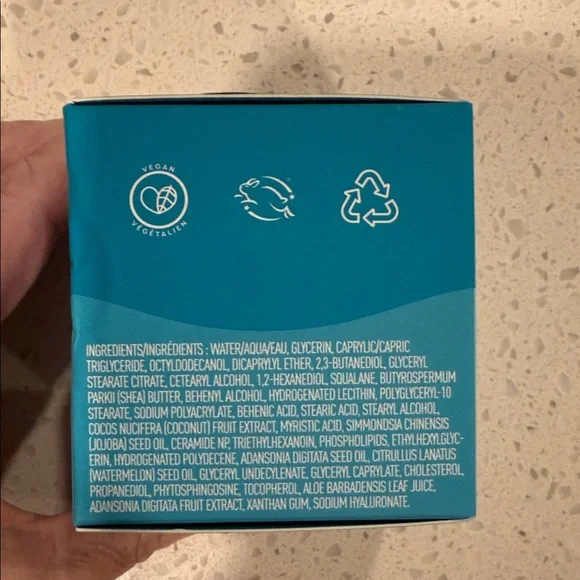 VEGAN
VÉGÉTALIEN
INGREDIENTS/INGRÉDIENTS : WATER/AQUA/EAU, GLYCERIN, CAPRYLIC/CAPRIC
TRIGLYCERIDE, OCTYLDODECANOL, DICAPRYLYL ETHER, 2,3-BUTANEDIOL, GLYCERYL
STEARATE CITRATE, CETEARYL ALCOHOL, 1,2-HEXANEDIOL, SQUALANE, BUTYROSPERMUM
PARKII (SHEA) BUTTER, BEHENYL ALCOHOL, HYDROGENATED LECITHIN, POLYGLYCERYL-10
STEARATE, SODIUM POLYACRYLATE, BEHENIC ACID, STEARIC ACID, STEARYL ALCOHOL,
COCOS NUCIFERA (COCONUT) FRUIT EXTRACT, MYRISTIC ACID, SIMMONDSIA CHINENSIS
(JOJOBA) SEED OIL, CERAMIDE NP, TRIETHYLHEXANOIN, PHOSPHOLIPIDS, ETHYLHEXYLGLYC-
ERIN, HYDROGENATED POLYDECENE, ADANSONIA DIGITATA SEED OIL, CITRULLUS LANATUS
(WATERMELON) SEED OIL, GLYCERYL UNDECYLENATE, GLYCERYL CAPRYLATE, CHOLESTEROL,
PROPANEDIOL, PHYTOSPHINGOSINE, TOCOPHEROL, ALOE BARBADENSIS LEAF JUICE,
ADANSONIA DIGITATA FRUIT EXTRACT, XANTHAN GUM, SODIUM HYALURONATE.